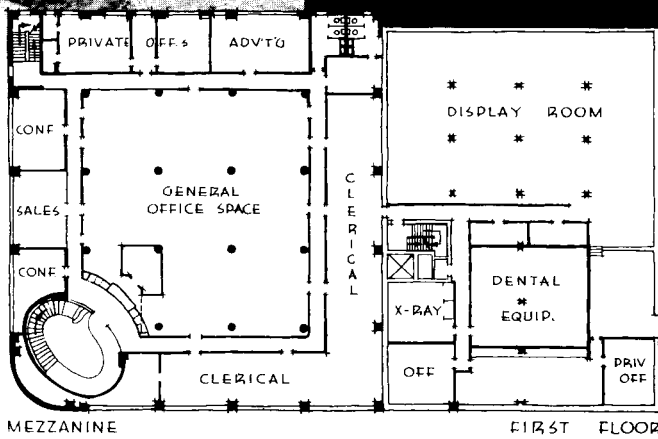 PRIVATE OFF.S ADV'T'G
DISPLAY ROOM
CONF
GENERAL
OFFICE SPACE
CLERICAL
SALES
CONF
DENTAL
EQUIP.
X-RAY
OFF
PRIV
OFF
CLERICAL
MEZZANINE
FIRST FLOOR